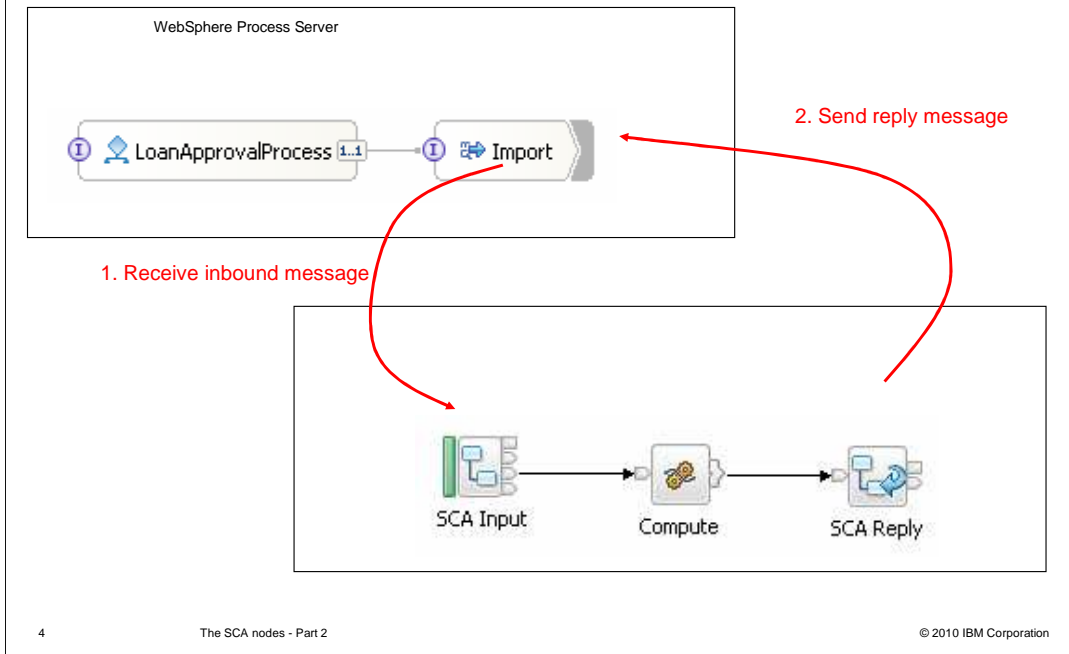 WebSphere Process Server
2. Send reply message
I LoanApprovalProcess 1..1 I Import
1. Receive inbound message
SCA Input
Compute
SCA Reply
4 The SCA nodes - Part 2 © 2010 IBM Corporation